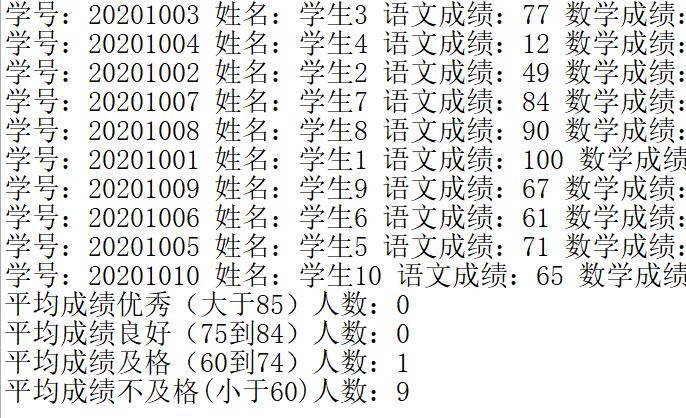 学号：20201003 姓名：学生3 语文成绩：77 数学成绩：
学号：20201004 姓名：学生4 语文成绩：12 数学成绩：
学号：20201002 姓名：学生2 语文成绩：49 数学成绩：
学号：20201007 姓名：学生7 语文成绩：84 数学成绩：
学号：20201008 姓名：学生8 语文成绩：90 数学成绩：
学号：20201001 姓名：学生1 语文成绩：100 数学成绩
学号：20201009 姓名：学生9 语文成绩：67 数学成绩：
学号：20201006 姓名：学生6 语文成绩：61 数学成绩：
学号：20201005 姓名：学生5 语文成绩：71 数学成绩：
学号：20201010 姓名：学生10 语文成绩：65 数学成绩
平均成绩优秀（大于85）人数：0
平均成绩良好（75到84）人数：0
平均成绩及格（60到74）人数：1
平均成绩不及格(小于60)人数：9